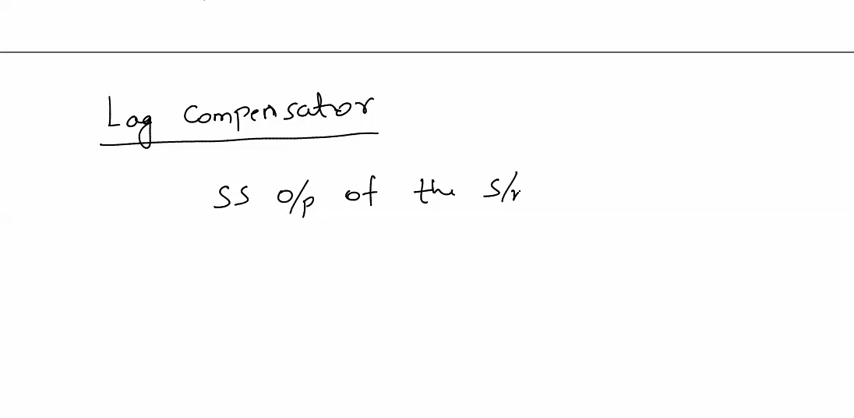 Lag Compensator
SS o/p of the s/